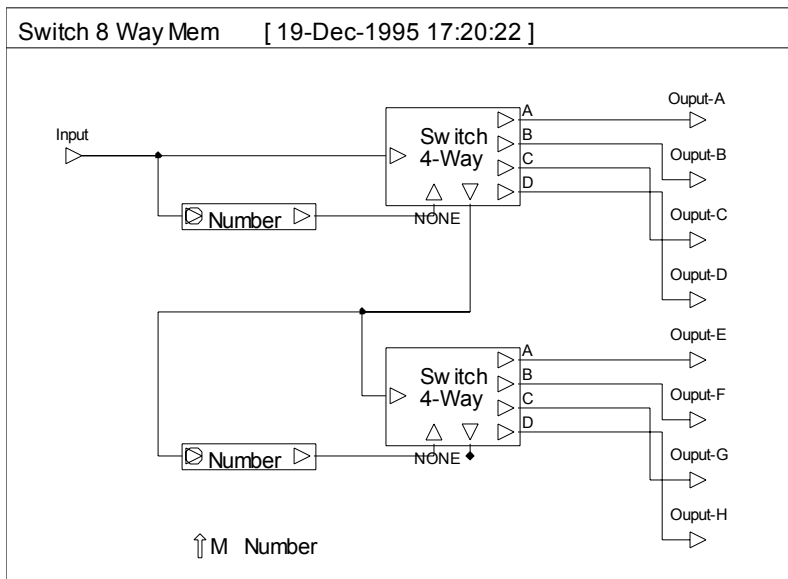 Switch 8 Way Mem [ 19-Dec-1995 17:20:22 ]
Input
Switch
4-Way
A
B
C
D
NONE
Number
Ouput-A
Ouput-B
Ouput-C
Ouput-D
Switch
4-Way
A
B
C
D
NONE
Number
Ouput-E
Ouput-F
Ouput-G
Ouput-H
M Number